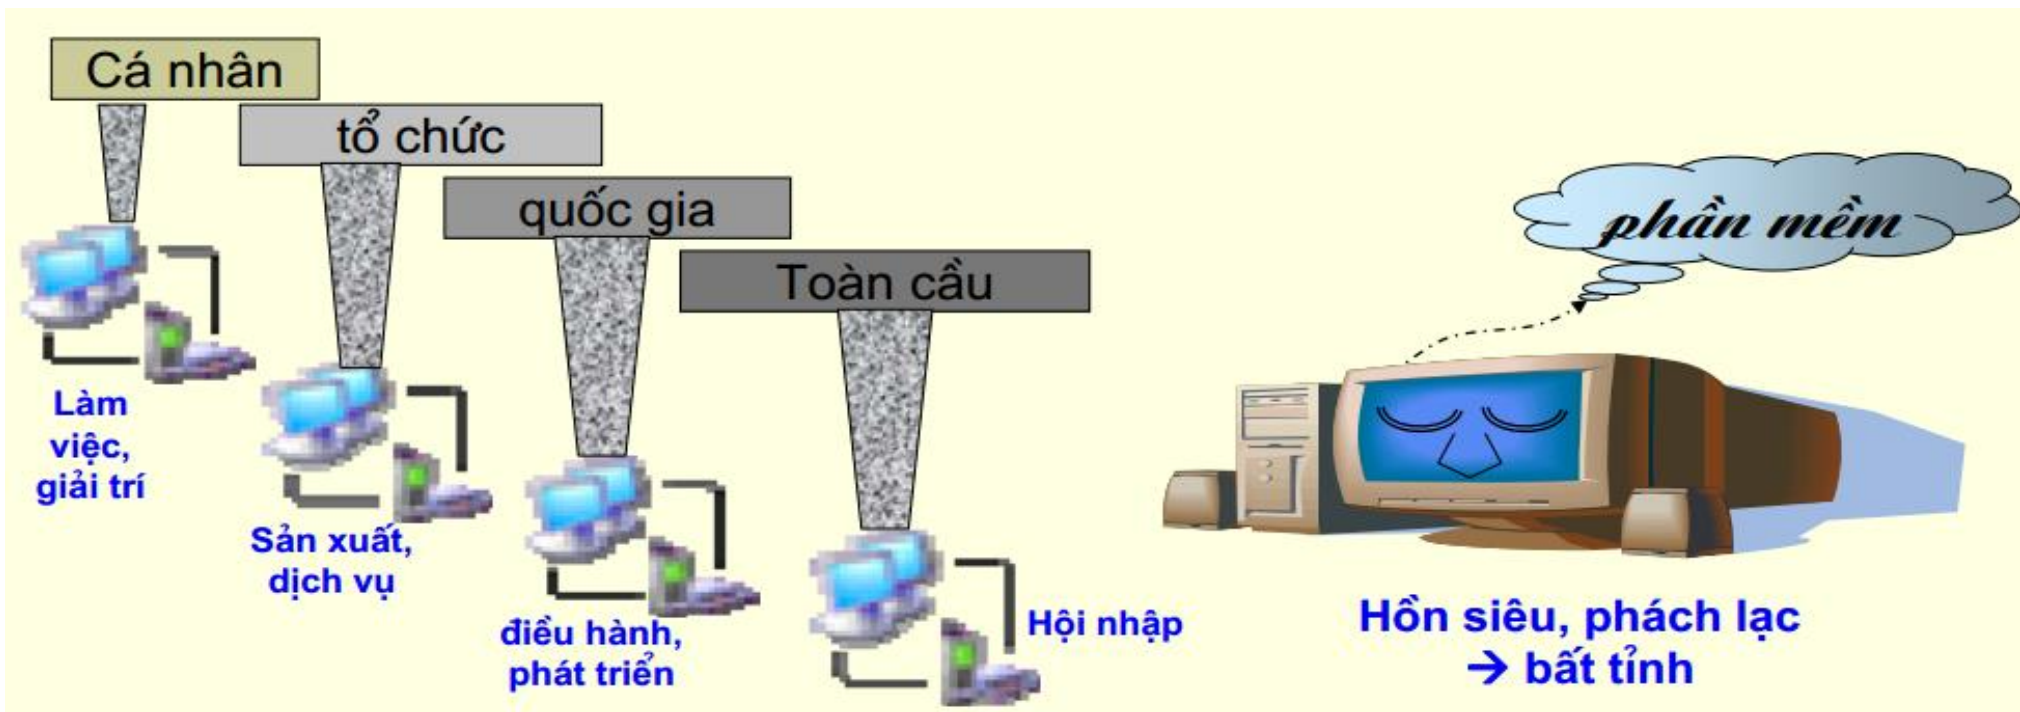 Cá nhân
tổ chức
quốc gia
Toàn cầu
Làm
việc,
giải trí
Sản xuất,
dịch vụ
điều hành,
phát triển
Hội nhập
phần mềm
Hồn siêu, phách lạc
→ bất tỉnh